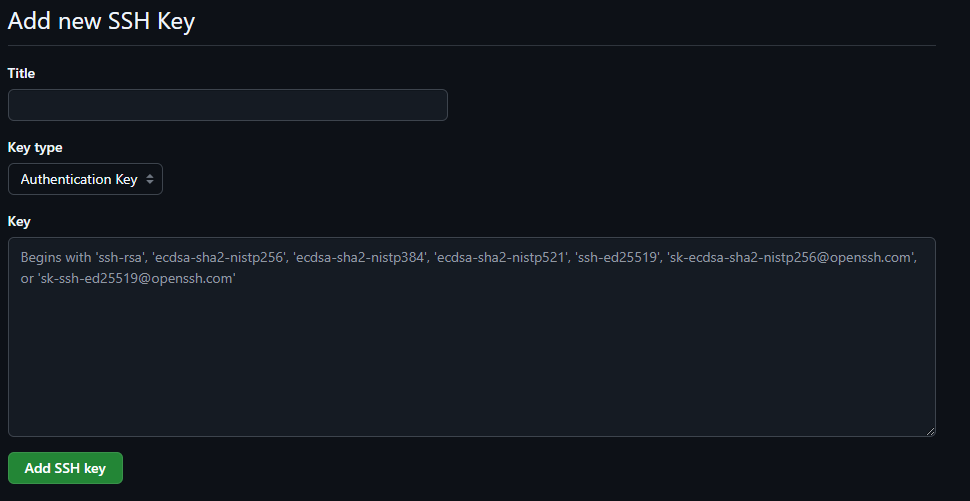 Add new SSH Key
Title
Key type
Authentication Key
Key
Begins with 'ssh-rsa', 'ecdsa-sha2-nistp256', 'ecdsa-sha2-nistp384', 'ecdsa-sha2-nistp521', 'ssh-ed25519', 'sk-ecdsa-sha2-nistp256@openssh.com',
or 'sk-ssh-ed25519@openssh.com'
Add SSH key